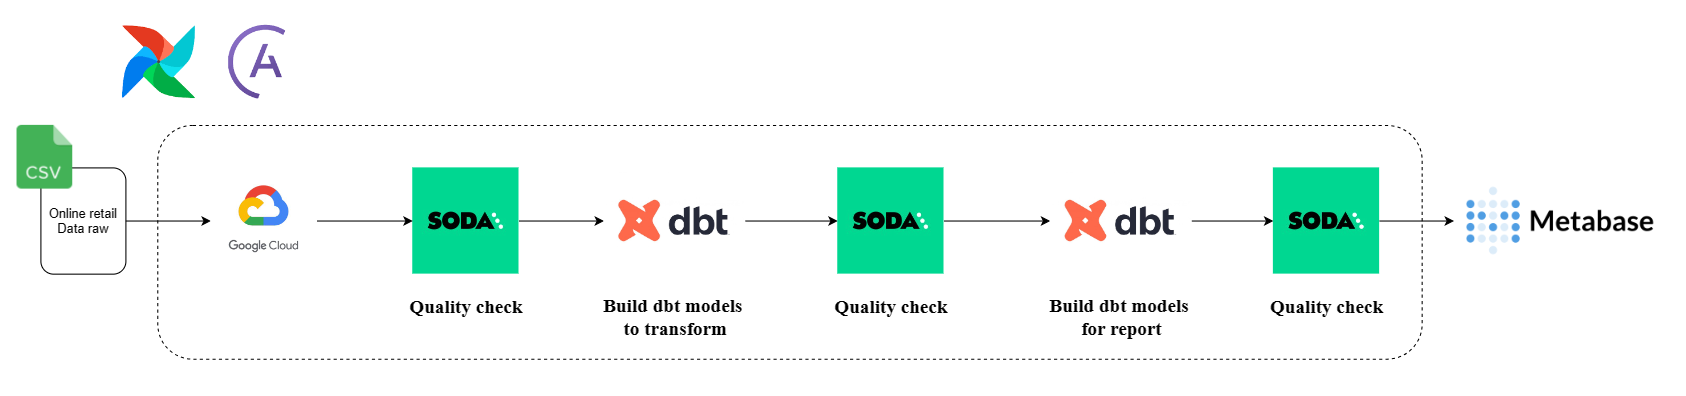 CSV
Online retail
Data raw
Google Cloud
SODA
Quality check
dbt
Build dbt models
to transform
SODA
Quality check
dbt
Build dbt models
for report
SODA
Quality check
Metabase